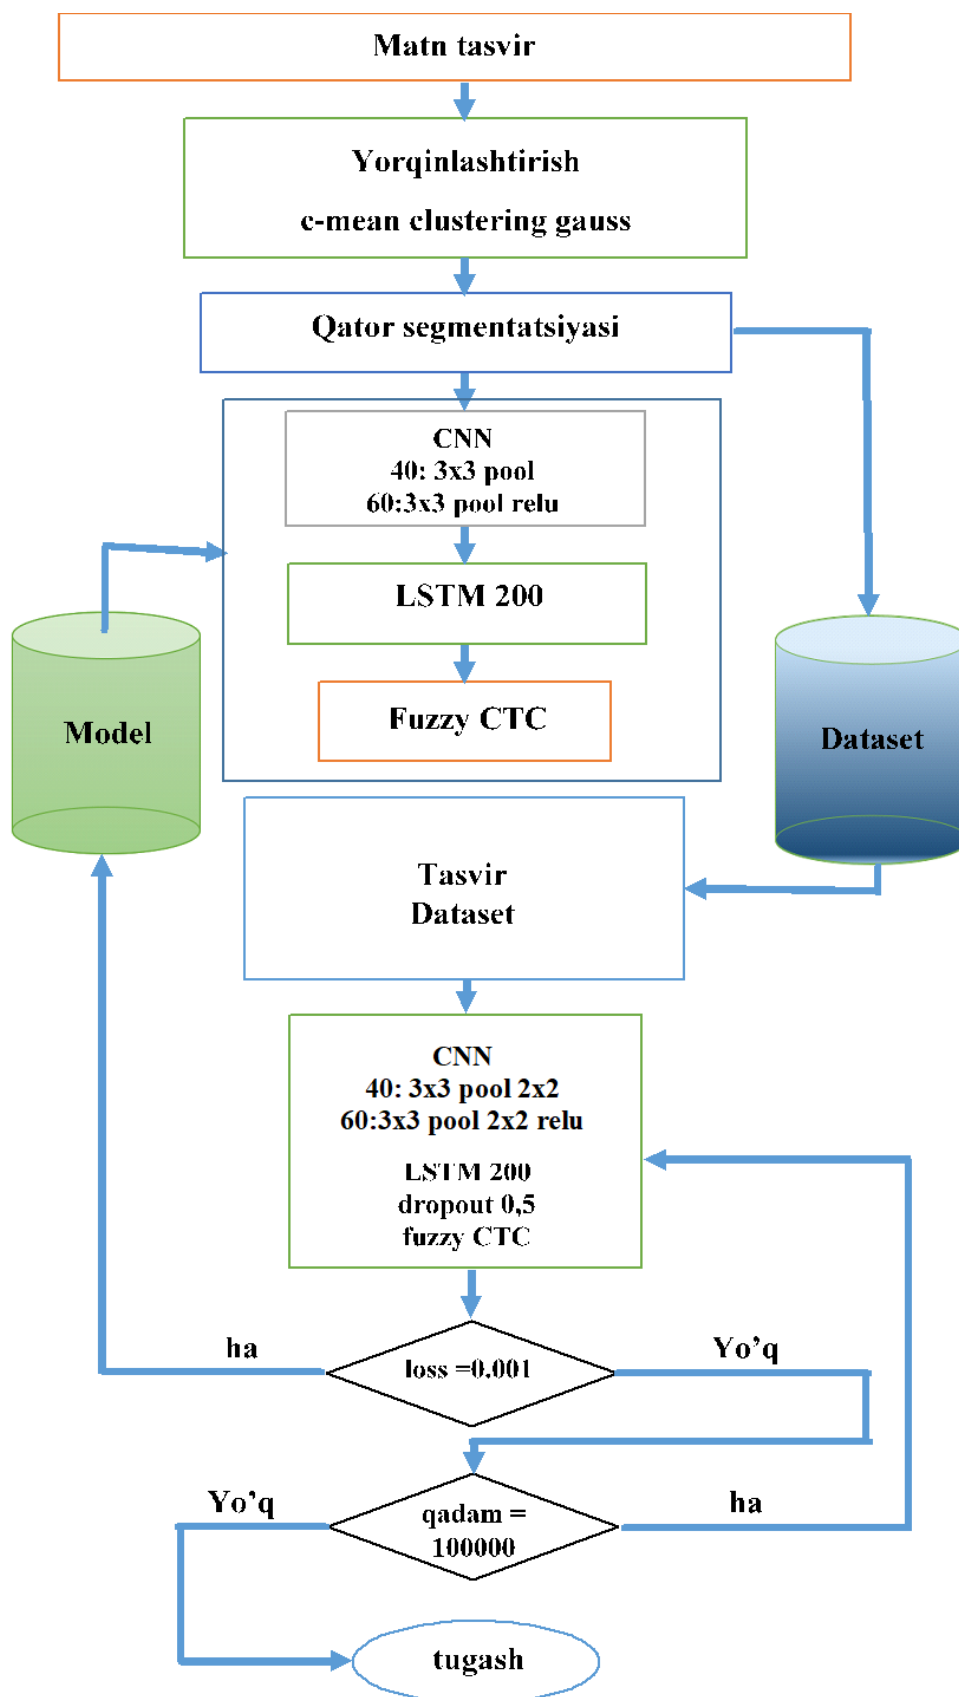 Matn tasvir
Yorqinlashtirish
c-mean clustering gauss
Qator segmentatsiyasi
CNN
40: 3x3 pool
60:3x3 pool relu
LSTM 200
Fuzzy CTC
Model
Dataset
Tasvir
Dataset
CNN
40: 3x3 pool 2x2
60:3x3 pool 2x2 relu
LSTM 200
dropout 0,5
fuzzy CTC
ha
loss =0.001
Yo’q
Yo’q
qadam =
100000
ha
tugash